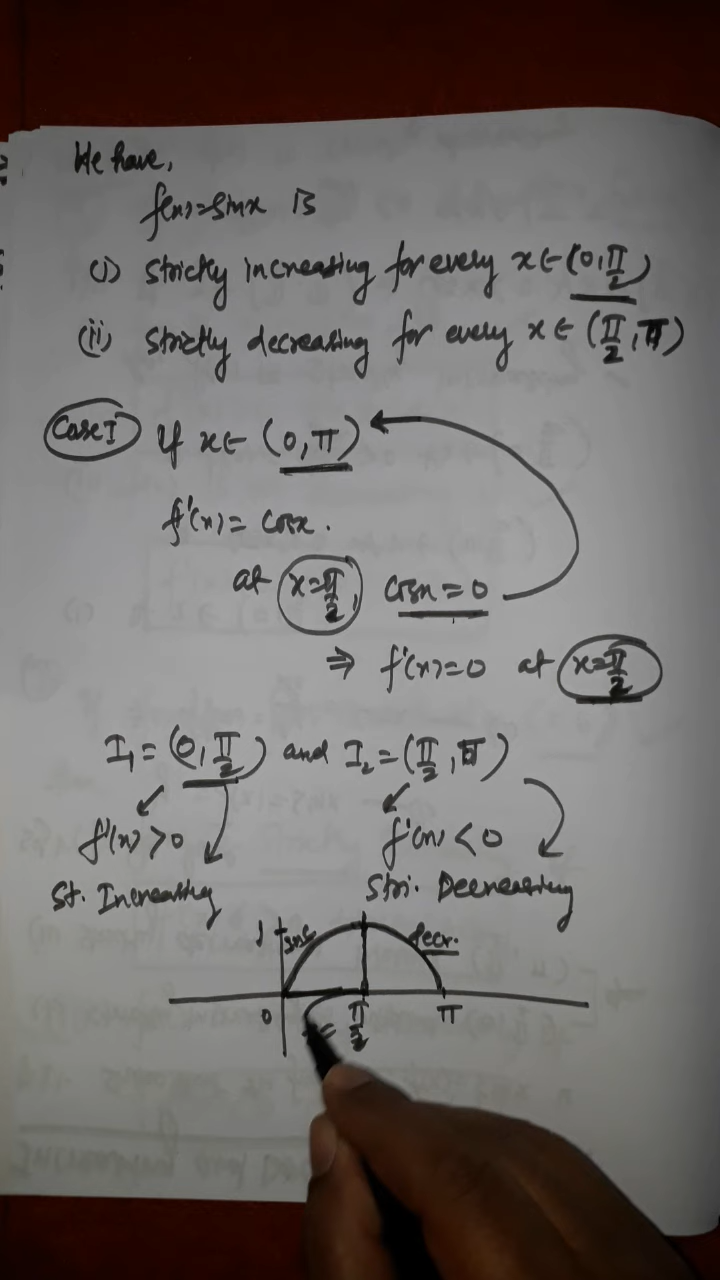 We have,
f(x)=sinx is
(i) Strictly increasing for every x∈(0,π/2)
(ii) Strictly decreasing for every x∈ (π/2,π)
Case I If x∈ (0,π)
f'(x)= cosx.
at x=π/2, cosx=0
⇒ f'(x)=0 at x=π/2
I₁=(0,π/2) and I₂=(π/2,π)
f'(x)>0 f'(x)<0
St. Increasing Stri. Decreasing
1 inc decr.
0 π/2 π